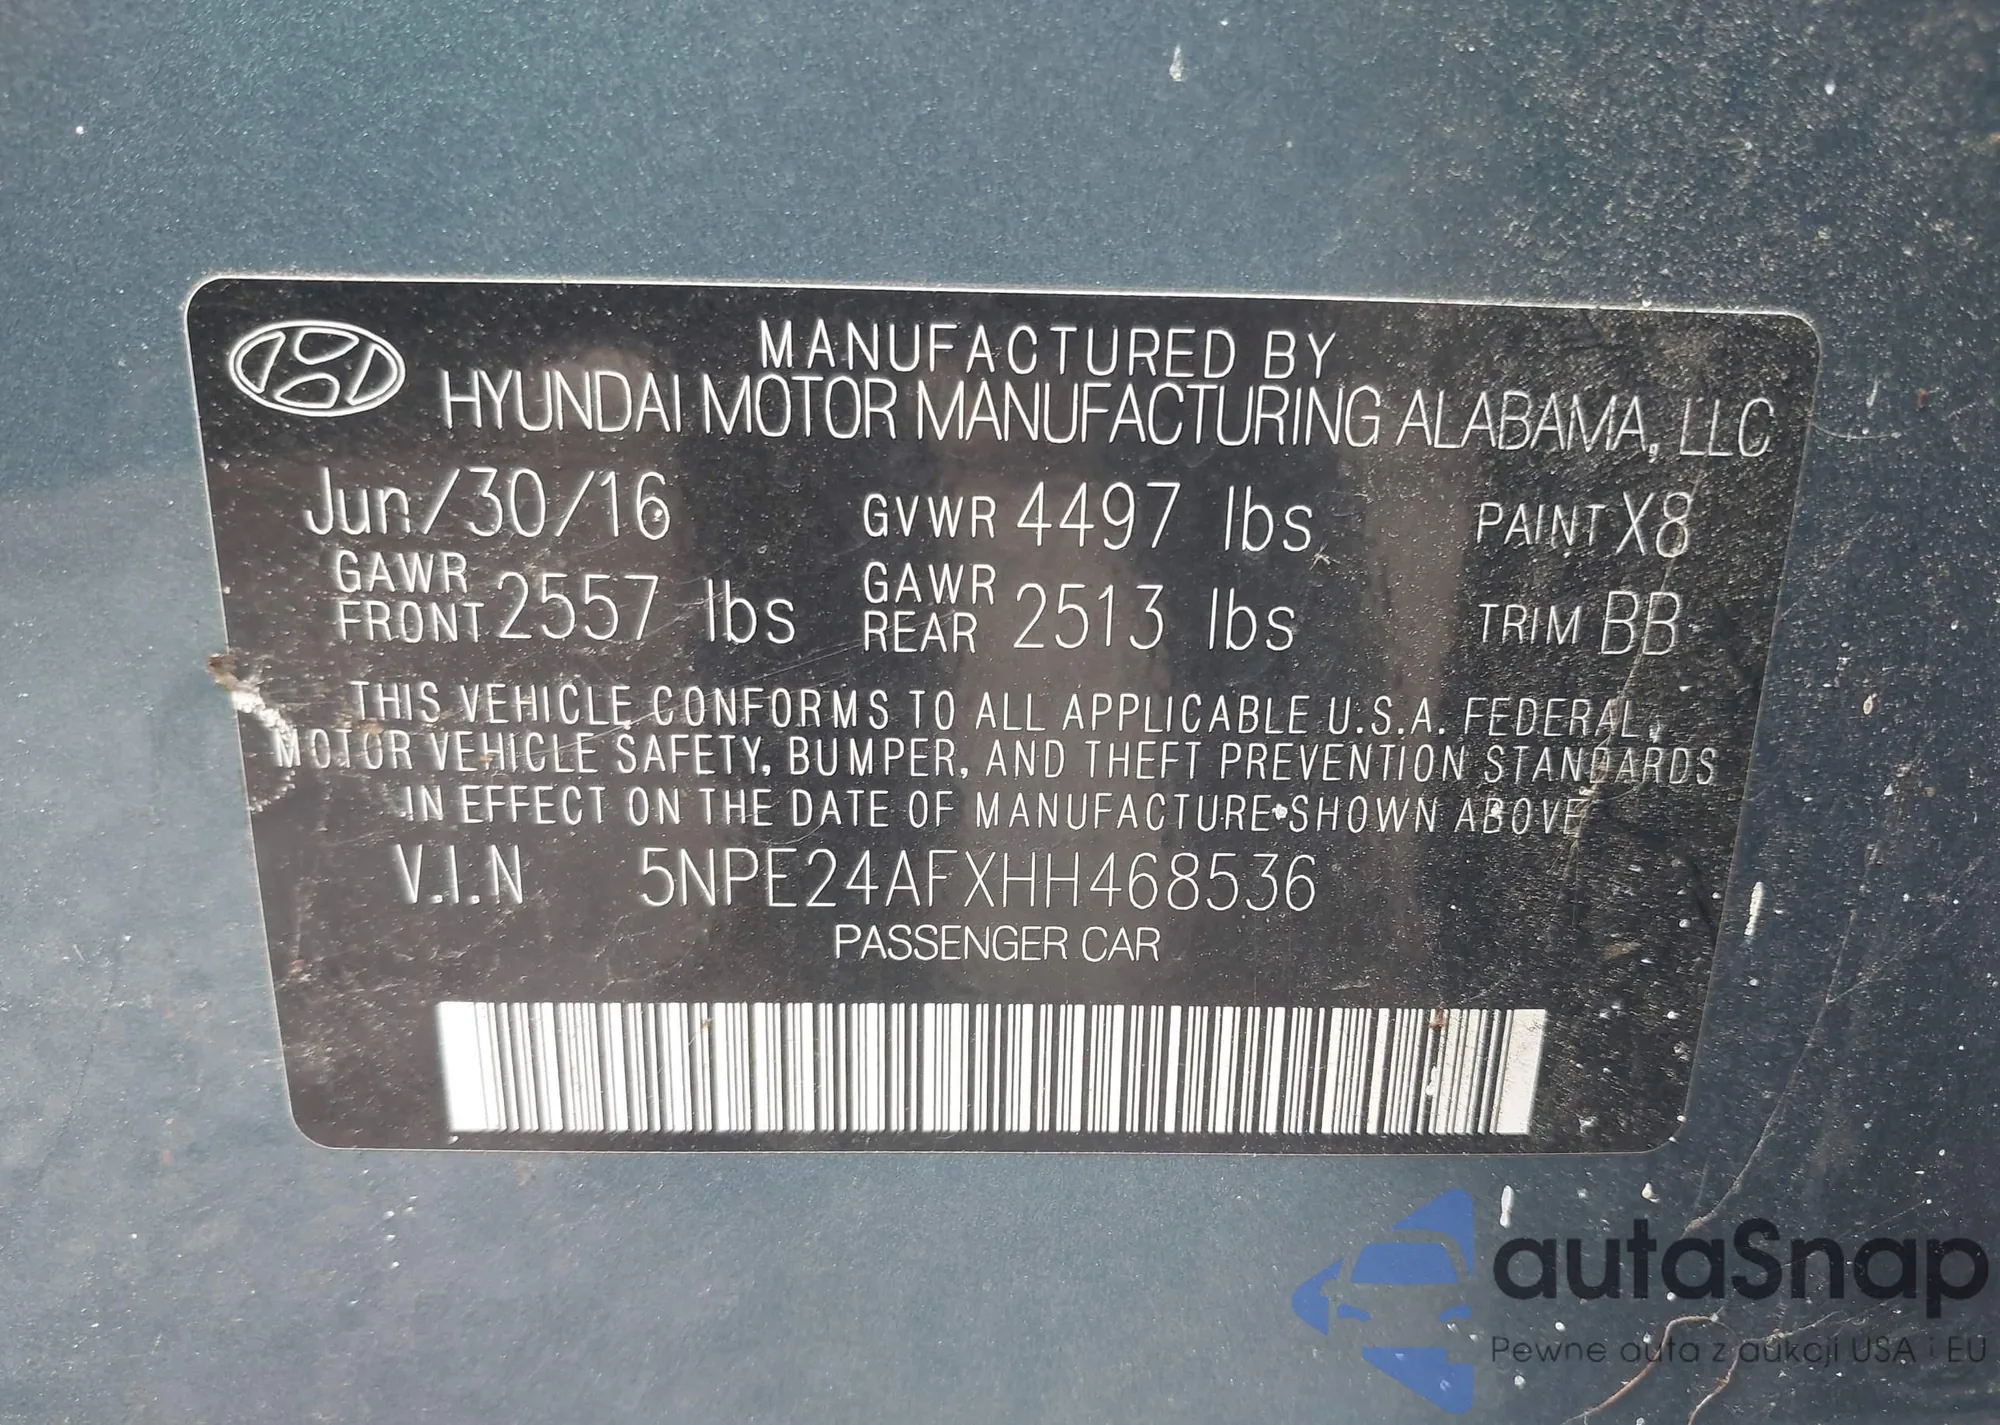 MANUFACTURED BY
HYUNDAI MOTOR MANUFACTURING ALABAMA, LLC
Jun/30/16 GVWR 4497 lbs PAINT X8
GAWR FRONT 2557 lbs GAWR REAR 2513 lbs TRIM BB
THIS VEHICLE CONFORMS TO ALL APPLICABLE U.S.A. FEDERAL
MOTOR VEHICLE SAFETY, BUMPER, AND THEFT PREVENTION STANDARDS
IN EFFECT ON THE DATE OF MANUFACTURE SHOWN ABOVE
V.I.N 5NPE24AFXHH468536
PASSENGER CAR
autaSnap
Pewne auta z aukcji USA i EU